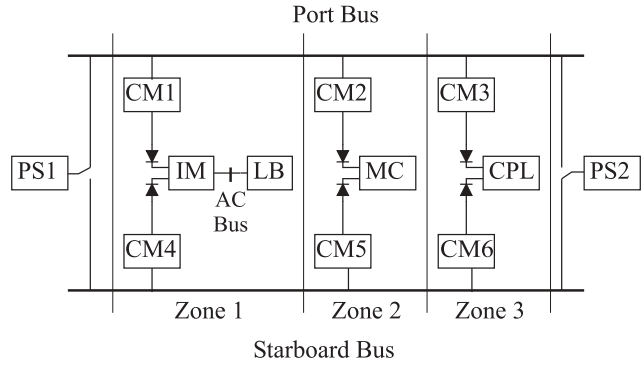 Port Bus
CM1
CM2
CM3
PS1
IM
LB
MC
CPL
PS2
AC
Bus
CM4
CM5
CM6
Zone 1
Zone 2
Zone 3
Starboard Bus